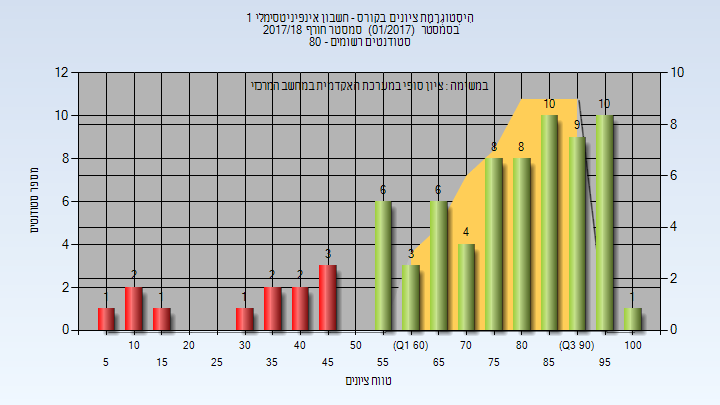 היסטוגרמת ציונים בקורס - חשבון אינפיניטסימלי 1
בסמסטר (01/2017) סמסטר חורף 2017/18
סטודנטים רשומים - 80
במשימה : ציון סופי במערכת האקדמית במחשב המרכזי
12 10
10 8
8 6
6 4
4 2
2 0
0
מספר סטודנטים
1 2 1 1 2 2 3 6 3 6 4 8 8 10 9 10 1
10 20 30 40 50 (Q1 60) 70 80 (Q3 90) 100
5 15 25 35 45 55 65 75 85 95
טווח ציונים